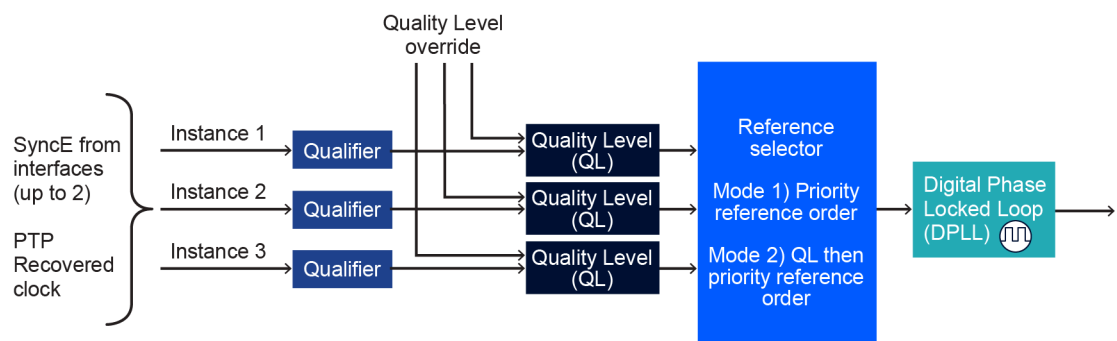 Quality Level
override
SyncE from
interfaces
(up to 2)
PTP
Recovered
clock
Instance 1
Qualifier
Quality Level
(QL)
Instance 2
Qualifier
Quality Level
(QL)
Instance 3
Qualifier
Quality Level
(QL)
Reference
selector
Mode 1) Priority
reference order
Mode 2) QL then
priority reference
order
Digital Phase
Locked Loop
(DPLL)